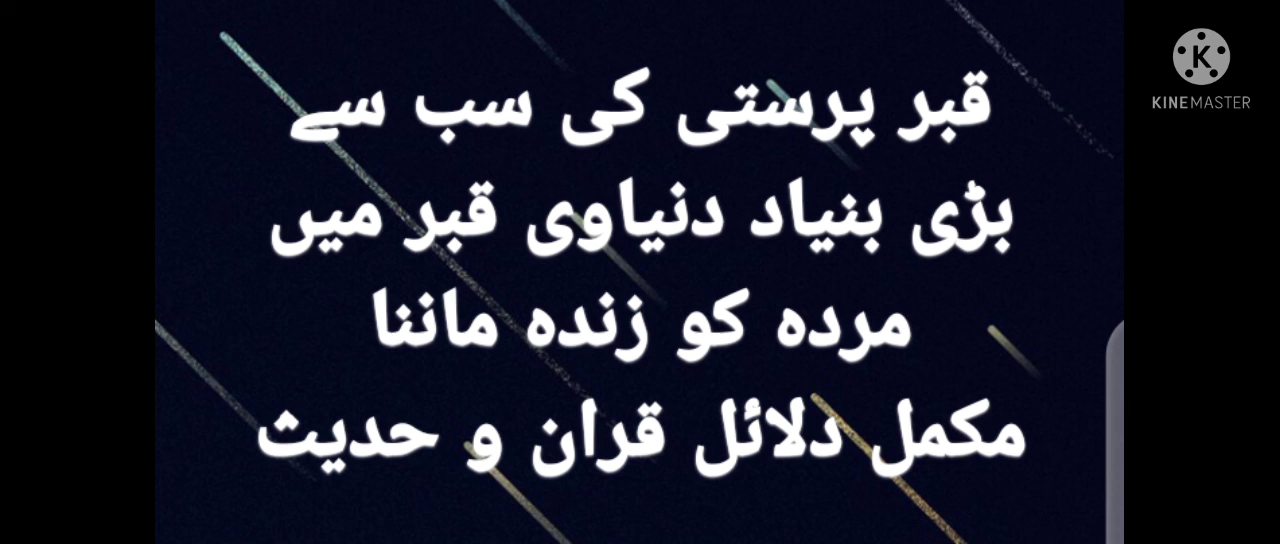 قبر پرستی کی سب سے
بڑی بنیاد دنیاوی قبر میں
مردہ کو زندہ ماننا
مکمل دلائل قران و حدیث
KINEMASTER